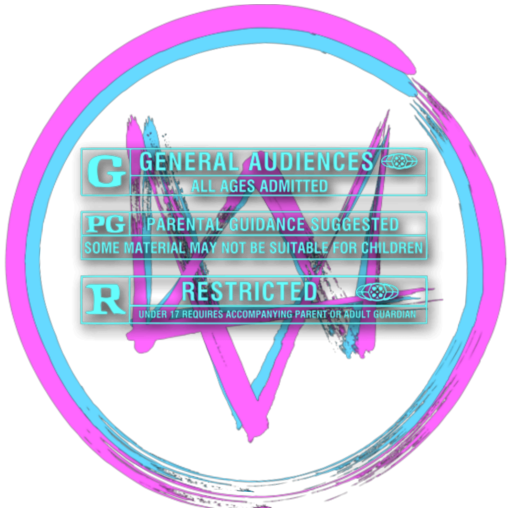 G GENERAL AUDIENCES
ALL AGES ADMITTED
PG PARENTAL GUIDANCE SUGGESTED
SOME MATERIAL MAY NOT BE SUITABLE FOR CHILDREN
R RESTRICTED
UNDER 17 REQUIRES ACCOMPANYING PARENT OR ADULT GUARDIAN